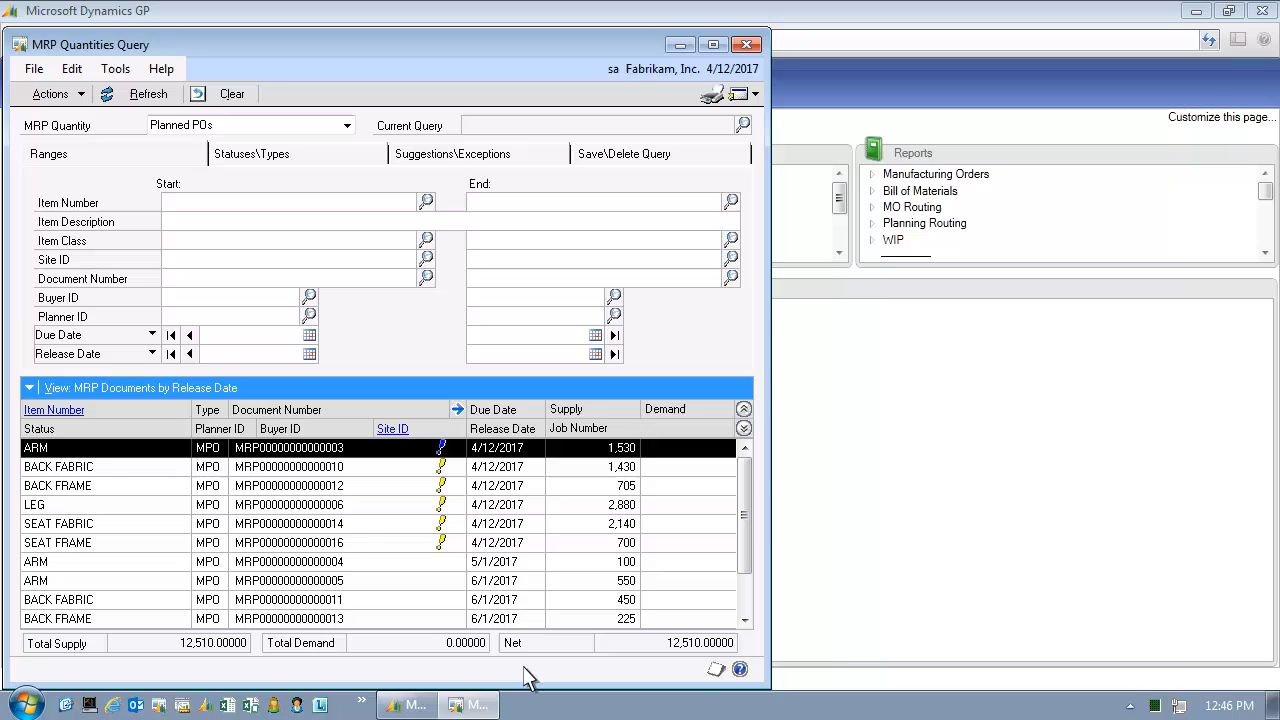 Microsoft Dynamics GP
MRP Quantities Query
File Edit Tools Help
sa Fabrikam, Inc. 4/12/2017
Actions Refresh Clear
MRP Quantity Planned POs Current Query
Ranges Statuses\Types Suggestions\Exceptions Save\Delete Query
Start: End:
Item Number
Item Description
Item Class
Site ID
Document Number
Buyer ID
Planner ID
Due Date
Release Date
View: MRP Documents by Release Date
Item Number Type Document Number Due Date Supply Demand
Status Planner ID Buyer ID Site ID Release Date Job Number
ARM MPO MRP00000000000003 4/12/2017 1,530
BACK FABRIC MPO MRP00000000000010 4/12/2017 1,430
BACK FRAME MPO MRP00000000000012 4/12/2017 705
LEG MPO MRP00000000000006 4/12/2017 2,880
SEAT FABRIC MPO MRP00000000000014 4/12/2017 2,140
SEAT FRAME MPO MRP00000000000016 4/12/2017 700
ARM MPO MRP00000000000004 5/1/2017 100
ARM MPO MRP00000000000005 6/1/2017 550
BACK FABRIC MPO MRP00000000000011 6/1/2017 450
BACK FRAME MPO MRP00000000000013 6/1/2017 225
Total Supply 12,510.00000 Total Demand 0.00000 Net 12,510.00000
Customize this page...
Reports
Manufacturing Orders
Bill of Materials
MO Routing
Planning Routing
WIP
M... M...
12:46 PM